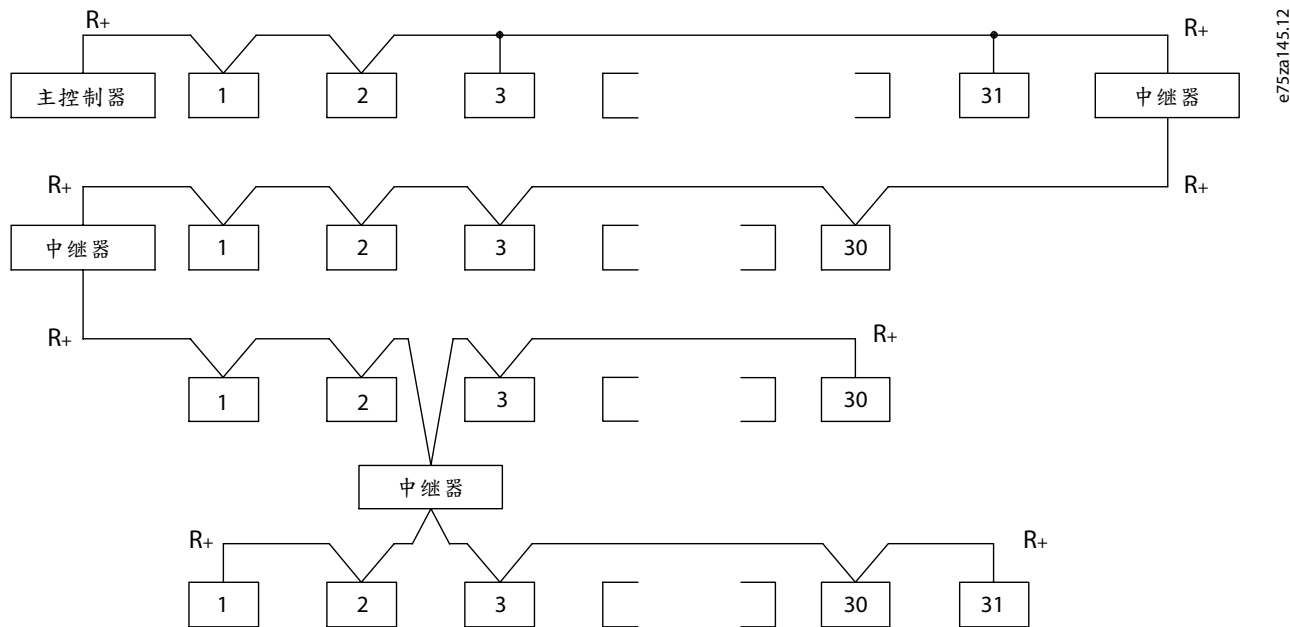 R+ R+
主控制器 1 2 3 31 中继器
R+ R+
中继器 1 2 3 30
R+ R+
1 2 3 30
中继器
R+ R+
1 2 3 30 31
e75za145.12